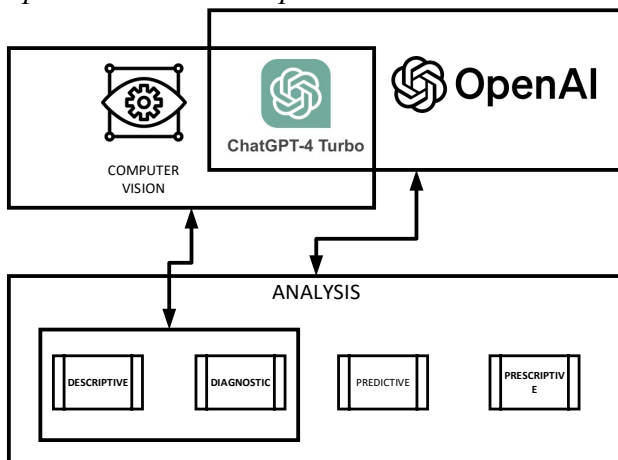 OpenAI
ChatGPT-4 Turbo
COMPUTER
VISION
ANALYSIS
DESCRIPTIVE
DIAGNOSTIC
PREDICTIVE
PRESCRIPTIV
E